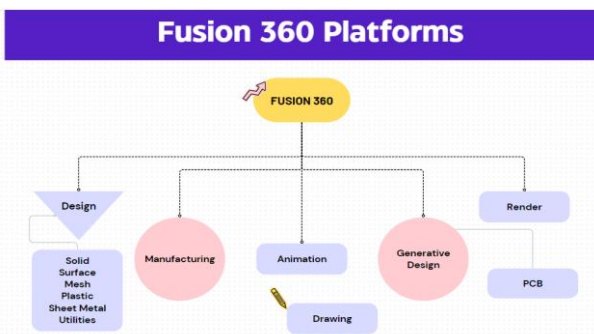 Fusion 360 Platforms
FUSION 360
Design
Render
Solid
Surface
Mesh
Plastic
Sheet Metal
Utilities
Manufacturing
Animation
Generative
Design
PCB
Drawing